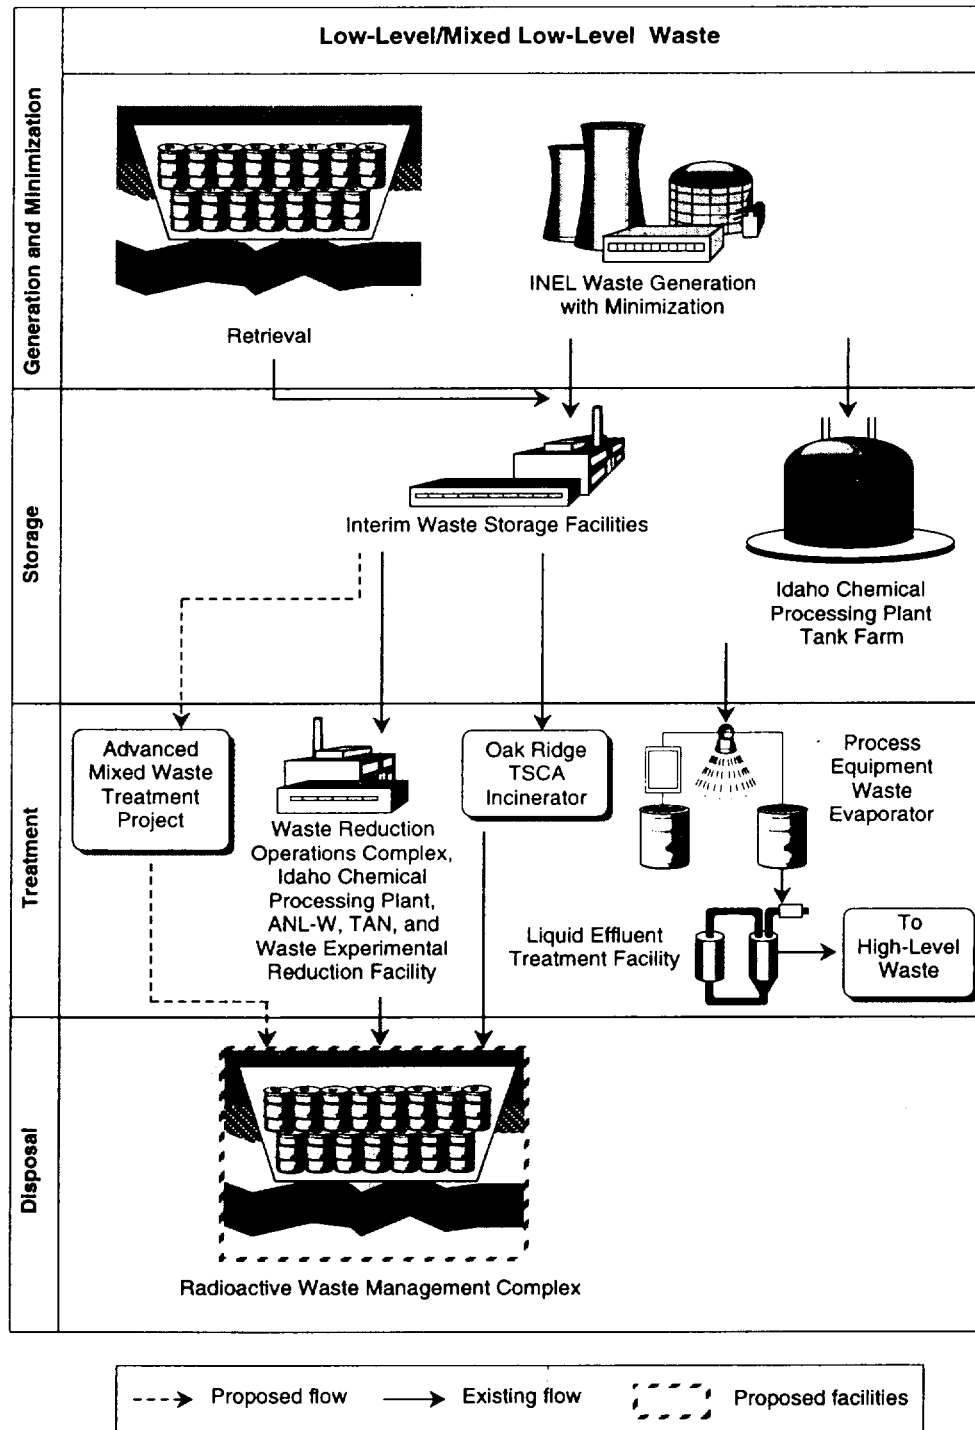 Low-Level/Mixed Low-Level Waste
Generation and Minimization
Retrieval
INEL Waste Generation
with Minimization
Storage
Interim Waste Storage Facilities
Idaho Chemical
Processing Plant
Tank Farm
Treatment
Advanced
Mixed Waste
Treatment
Project
Waste Reduction
Operations Complex,
Idaho Chemical
Processing Plant,
ANL-W, TAN, and
Waste Experimental
Reduction Facility
Oak Ridge
TSCA
Incinerator
Process
Equipment
Waste
Evaporator
Liquid Effluent
Treatment Facility
To
High-Level
Waste
Disposal
Radioactive Waste Management Complex
Proposed flow
Existing flow
Proposed facilities